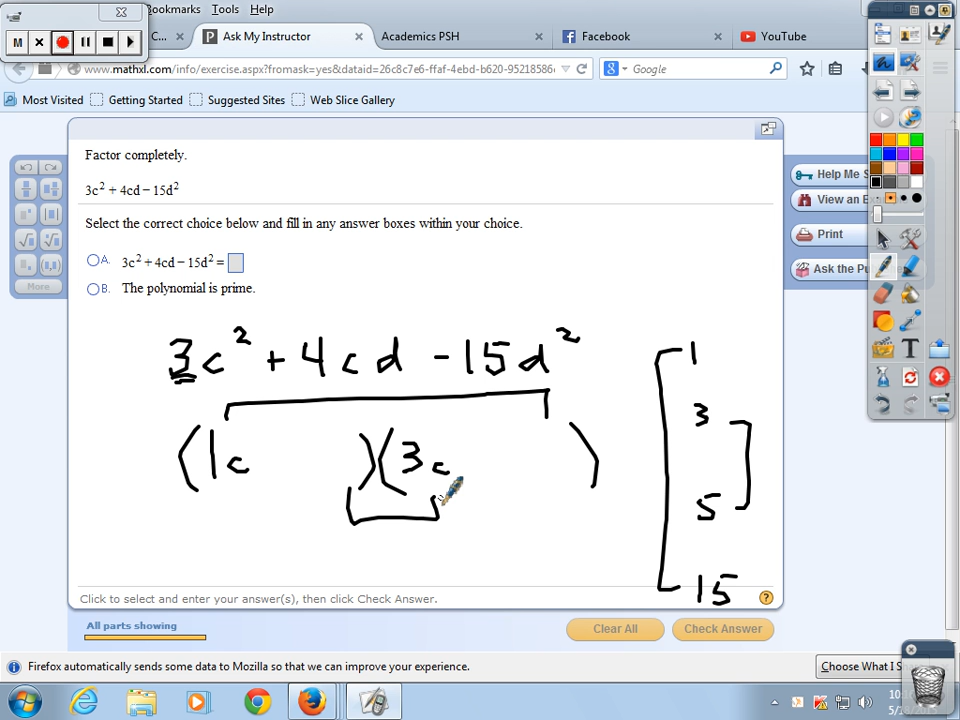 M
Bookmarks Tools Help
C... Ask My Instructor Academics PSH Facebook YouTube
www.mathxl.com/info/exercise.aspx?fromask=yes&dataid=26c8c7e6-ffaf-4ebd-b620-95218586
Google
Most Visited Getting Started Suggested Sites Web Slice Gallery
Factor completely.
3c² + 4cd − 15d²
Help Me S
Select the correct choice below and fill in any answer boxes within your choice.
View an E
Print
A. 3c² + 4cd − 15d² =
Ask the Pu
B. The polynomial is prime.
More
3c² + 4cd - 15d²
1
3
(1c )(3c )
5
15
Click to select and enter your answer(s), then click Check Answer.
?
All parts showing
Clear All
Check Answer
Firefox automatically sends some data to Mozilla so that we can improve your experience.
Choose What I S